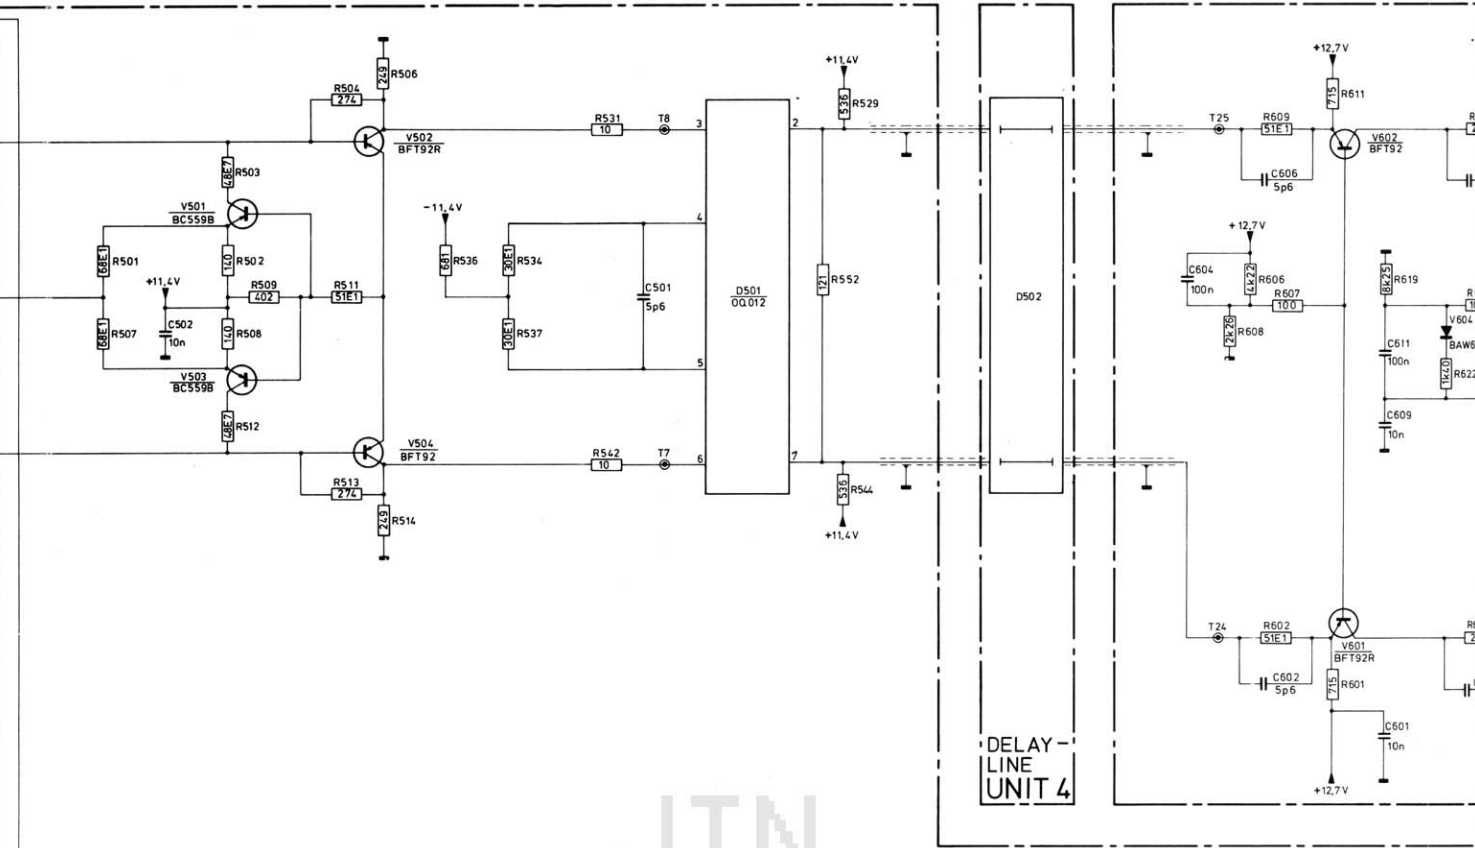 +12,7V
+11,4V
249
R506
R504
274
715
R611
536
R529
R531
10
T8
3
2
T25
R609
51E1
V502
BFT92R
V602
BFT92
48E7
R503
C606
5p6
V501
BC559B
-11,4V
4
+12,7V
68E1
R501
140
R502
681
R536
30E1
R534
C604
100n
4k22
R606
8k25
R619
+11,4V
R509
402
R511
51E1
C501
5p6
D501
OQ012
121
R552
D502
R607
100
68E1
R507
C502
10n
140
R508
30E1
R537
2k26
R608
V604
BAW6
C611
100n
5
V503
BC559B
1k40
R622
48E7
R512
C609
10n
V504
BFT92
R542
10
T7
6
7
R513
274
536
R544
249
R514
+11,4V
T24
R602
51E1
V601
BFT92R
C602
5p6
715
R601
C601
10n
DELAY-
LINE
UNIT 4
+12,7V
ITN